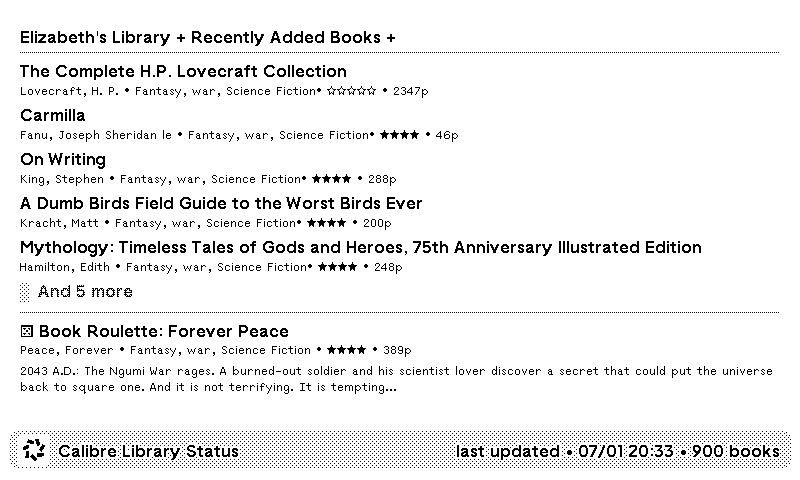 Elizabeth's Library + Recently Added Books +
The Complete H.P. Lovecraft Collection
Lovecraft, H. P. • Fantasy, war, Science Fiction• ☆☆☆☆☆ • 2347p
Carmilla
Fanu, Joseph Sheridan le • Fantasy, war, Science Fiction• ★★★★ • 46p
On Writing
King, Stephen • Fantasy, war, Science Fiction• ★★★★ • 288p
A Dumb Birds Field Guide to the Worst Birds Ever
Kracht, Matt • Fantasy, war, Science Fiction• ★★★★ • 200p
Mythology: Timeless Tales of Gods and Heroes, 75th Anniversary Illustrated Edition
Hamilton, Edith • Fantasy, war, Science Fiction• ★★★★ • 248p
And 5 more
Book Roulette: Forever Peace
Peace, Forever • Fantasy, war, Science Fiction • ★★★★ • 389p
2043 A.D.: The Ngumi War rages. A burned-out soldier and his scientist lover discover a secret that could put the universe
back to square one. And it is not terrifying. It is tempting...
Calibre Library Status
last updated • 07/01 20:33 • 900 books